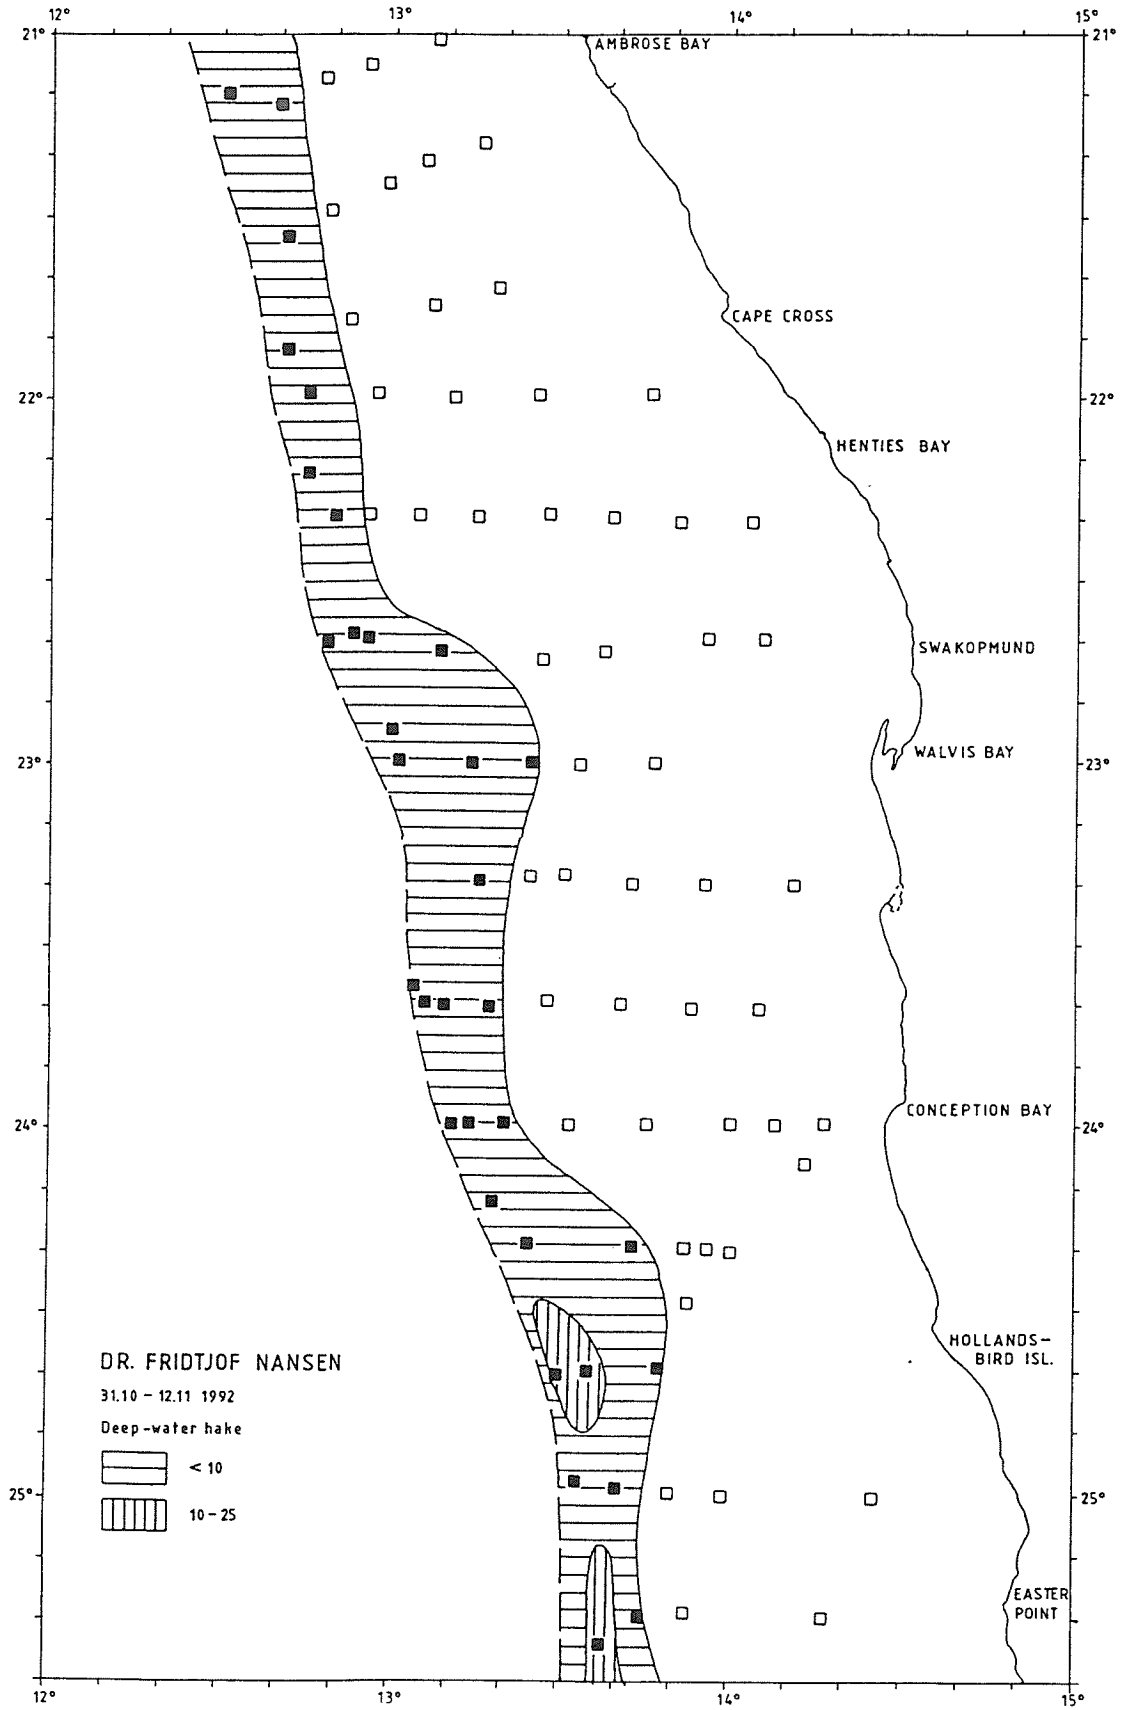 12° 13° 14° 15°
21° 21°
AMBROSE BAY
CAPE CROSS
22° 22°
HENTIES BAY
SWAKOPMUND
WALVIS BAY
23° 23°
CONCEPTION BAY
24° 24°
HOLLANDS-
BIRD ISL.
DR. FRIDTJOF NANSEN
31.10 - 12.11 1992
Deep-water hake
< 10
10-25
25° 25°
EASTER
POINT
12° 13° 14° 15°